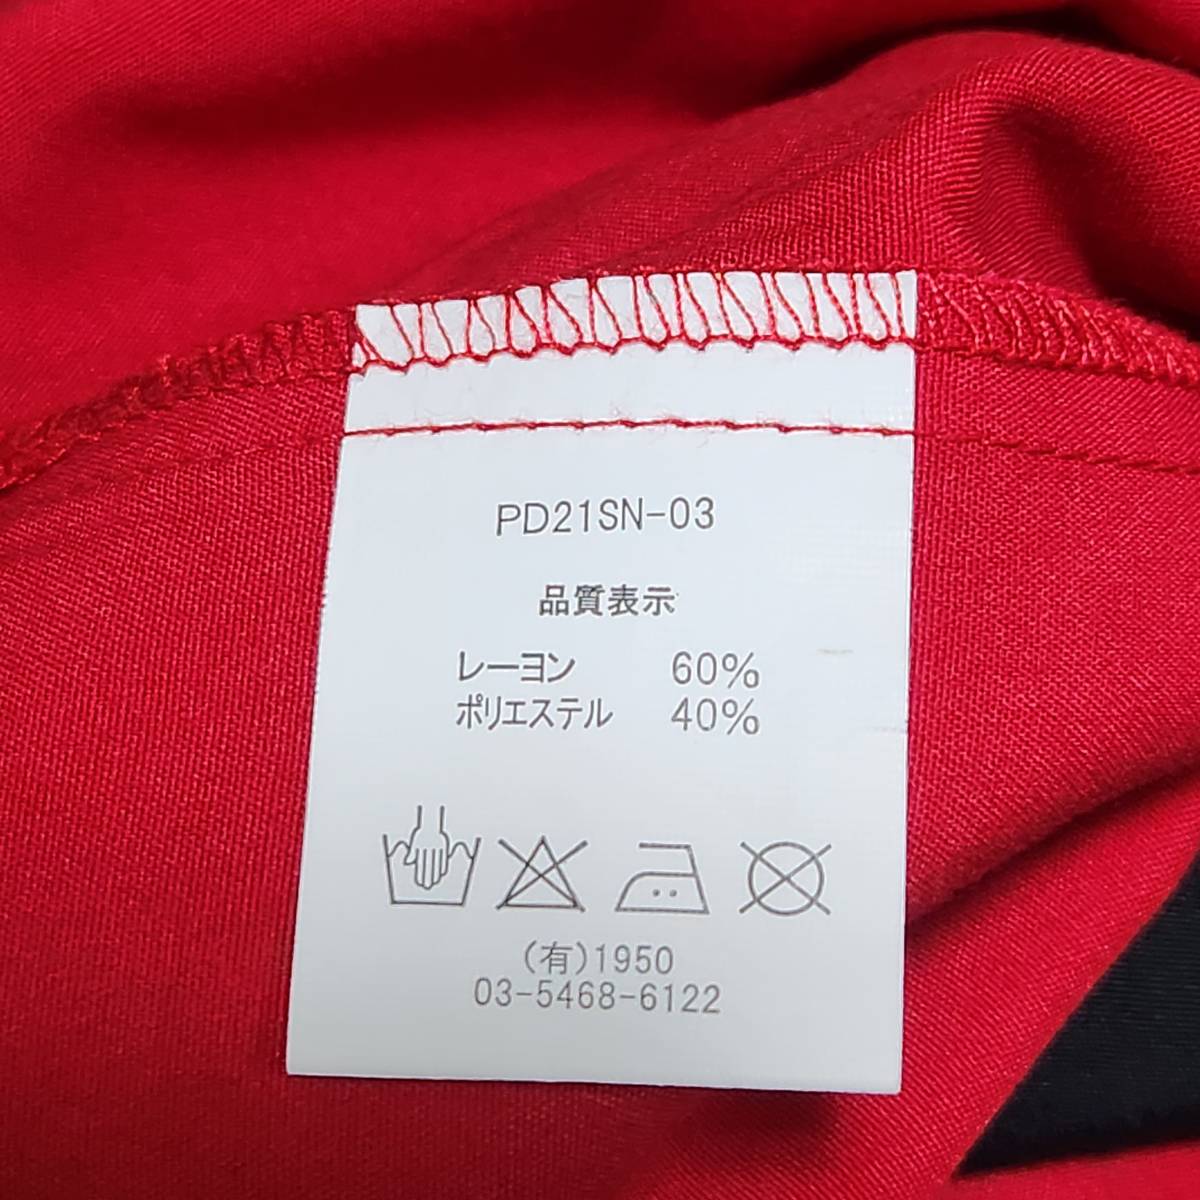 PD21SN-03
品質表示
レーヨン 60%
ポリエステル 40%
(有)1950
03-5468-6122